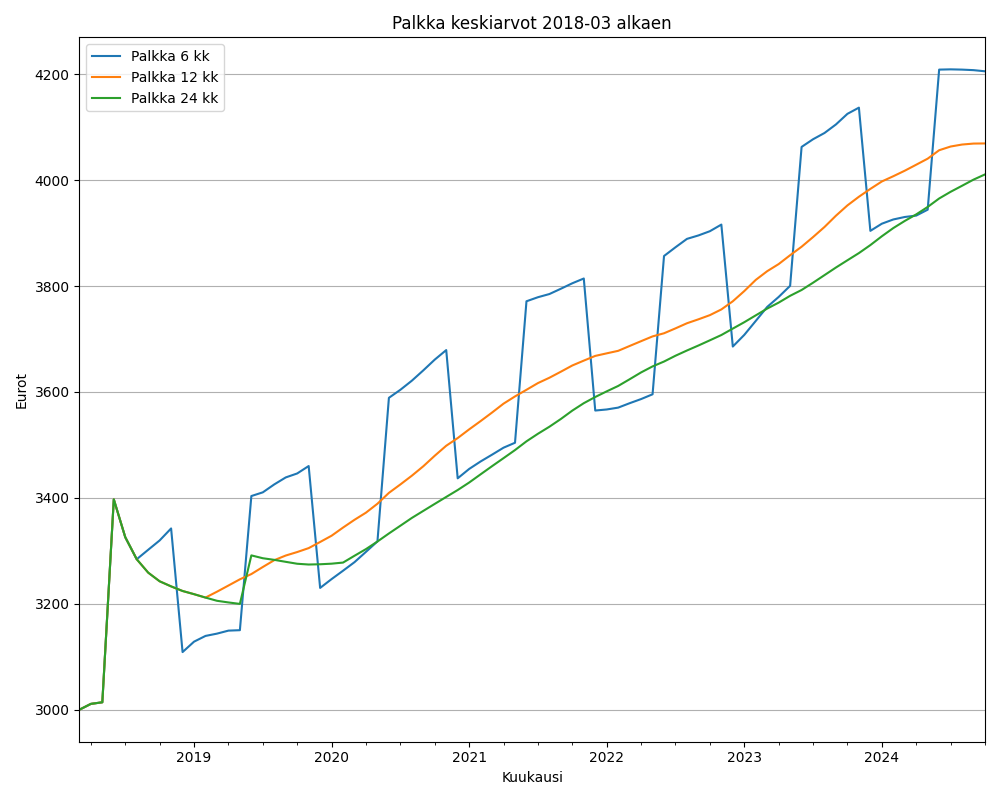 Palkka keskiarvot 2018-03 alkaen
Palkka 6 kk
Palkka 12 kk
Palkka 24 kk
Eurot
4200
4000
3800
3600
3400
3200
3000
2019 2020 2021 2022 2023 2024
Kuukausi